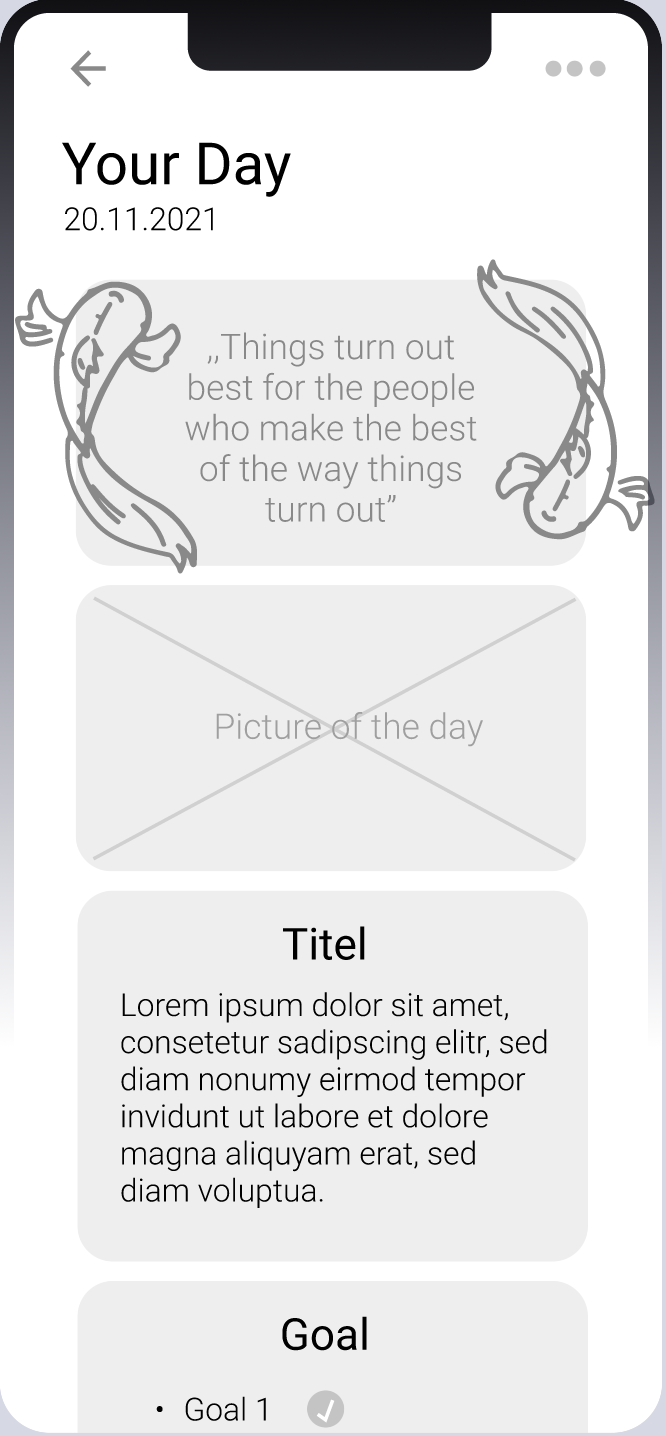 Your Day
20.11.2021
„Things turn out
best for the people
who make the best
of the way things
turn out”
Picture of the day
Titel
Lorem ipsum dolor sit amet,
consetetur sadipscing elitr, sed
diam nonumy eirmod tempor
invidunt ut labore et dolore
magna aliquyam erat, sed
diam voluptua.
Goal
• Goal 1